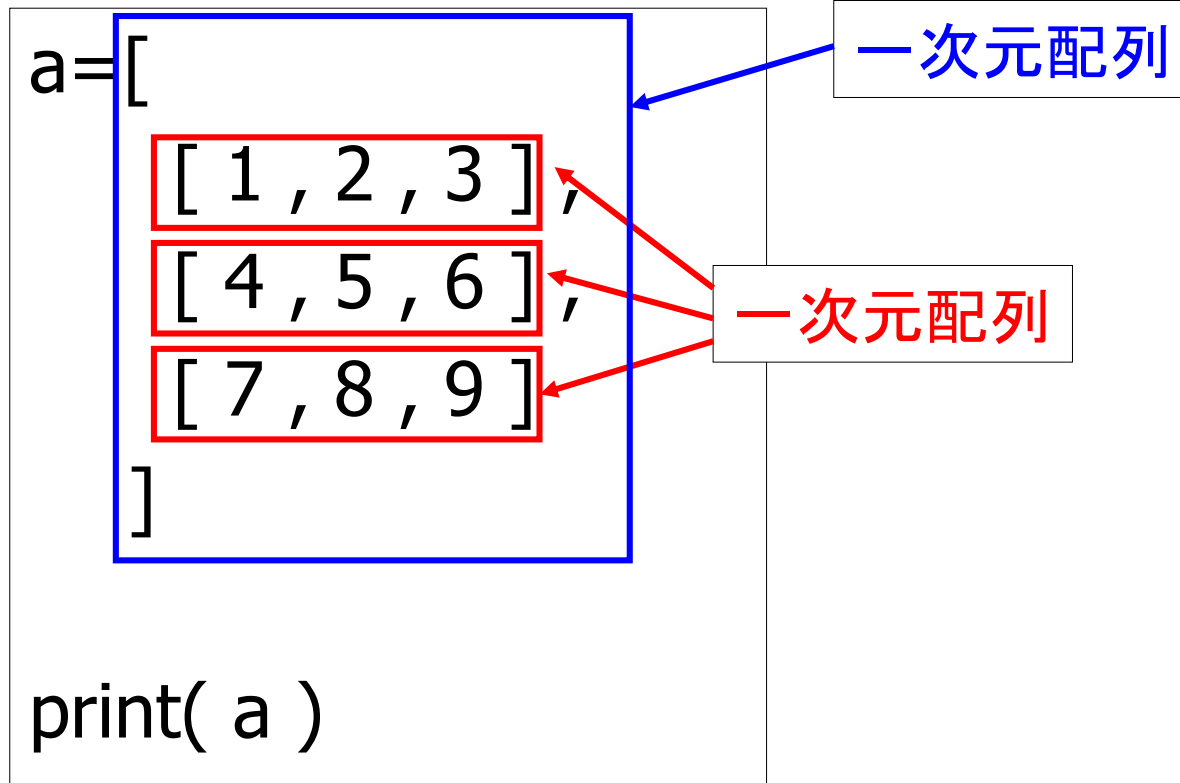 a=[
一次元配列
[ 1 , 2 , 3 ] ,
[ 4 , 5 , 6 ] ,
一次元配列
[ 7 , 8 , 9 ]
]
print( a )